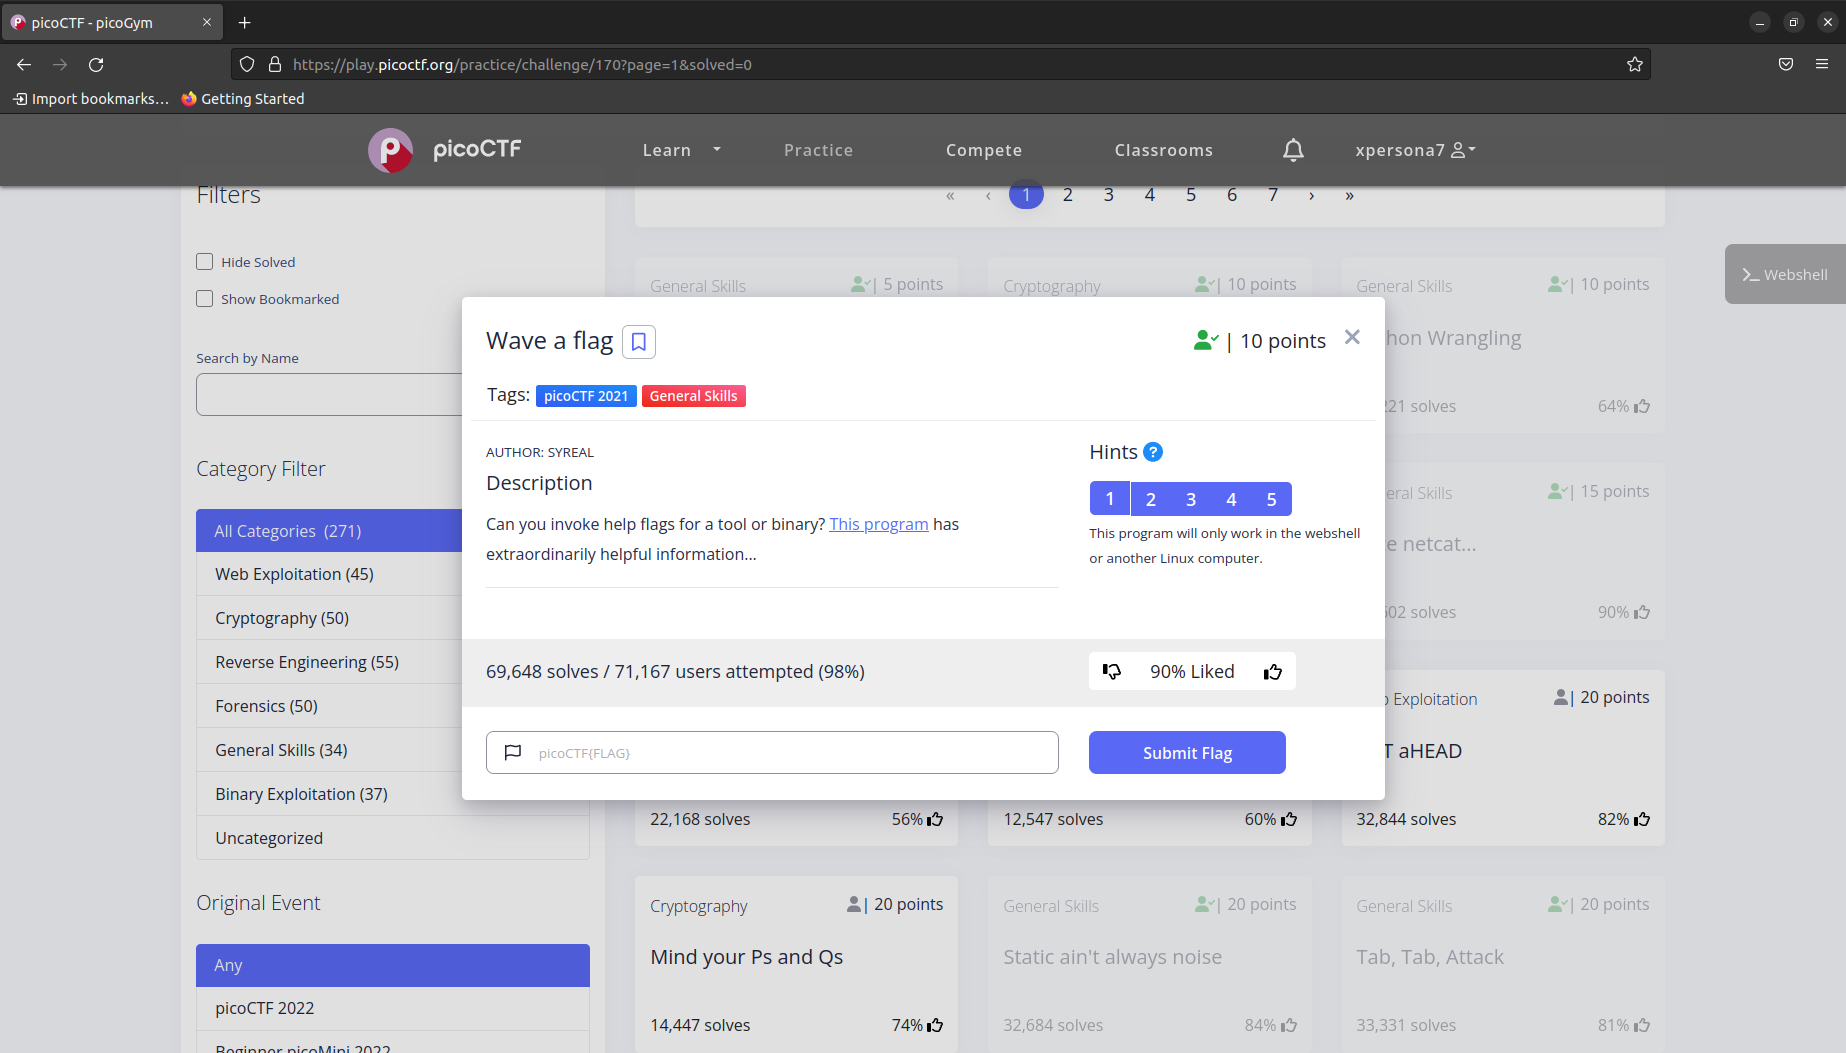 picoCTF - picoGym
https://play.picoctf.org/practice/challenge/170?page=1&solved=0
Import bookmarks...
Getting Started
picoCTF
Learn
Practice
Compete
Classrooms
xpersona7
Filters
« ‹ 1 2 3 4 5 6 7 › »
Hide Solved
Show Bookmarked
Search by Name
Category Filter
All Categories (271)
Web Exploitation (45)
Cryptography (50)
Reverse Engineering (55)
Forensics (50)
General Skills (34)
Binary Exploitation (37)
Uncategorized
Original Event
Any
picoCTF 2022
Beginner picoMini 2022
Webshell
General Skills | 5 points
Cryptography | 10 points
General Skills | 10 points
hon Wrangling
221 solves 64%
eral Skills | 15 points
e netcat...
602 solves 90%
Wave a flag
| 10 points
Tags: picoCTF 2021 General Skills
AUTHOR: SYREAL
Description
Can you invoke help flags for a tool or binary? This program has
extraordinarily helpful information...
Hints ?
1 2 3 4 5
This program will only work in the webshell
or another Linux computer.
69,648 solves / 71,167 users attempted (98%)
90% Liked
picoCTF{FLAG}
Submit Flag
Exploitation | 20 points
T aHEAD
22,168 solves 56%
12,547 solves 60%
32,844 solves 82%
Cryptography | 20 points
Mind your Ps and Qs
14,447 solves 74%
General Skills | 20 points
Static ain't always noise
32,684 solves 84%
General Skills | 20 points
Tab, Tab, Attack
33,331 solves 81%